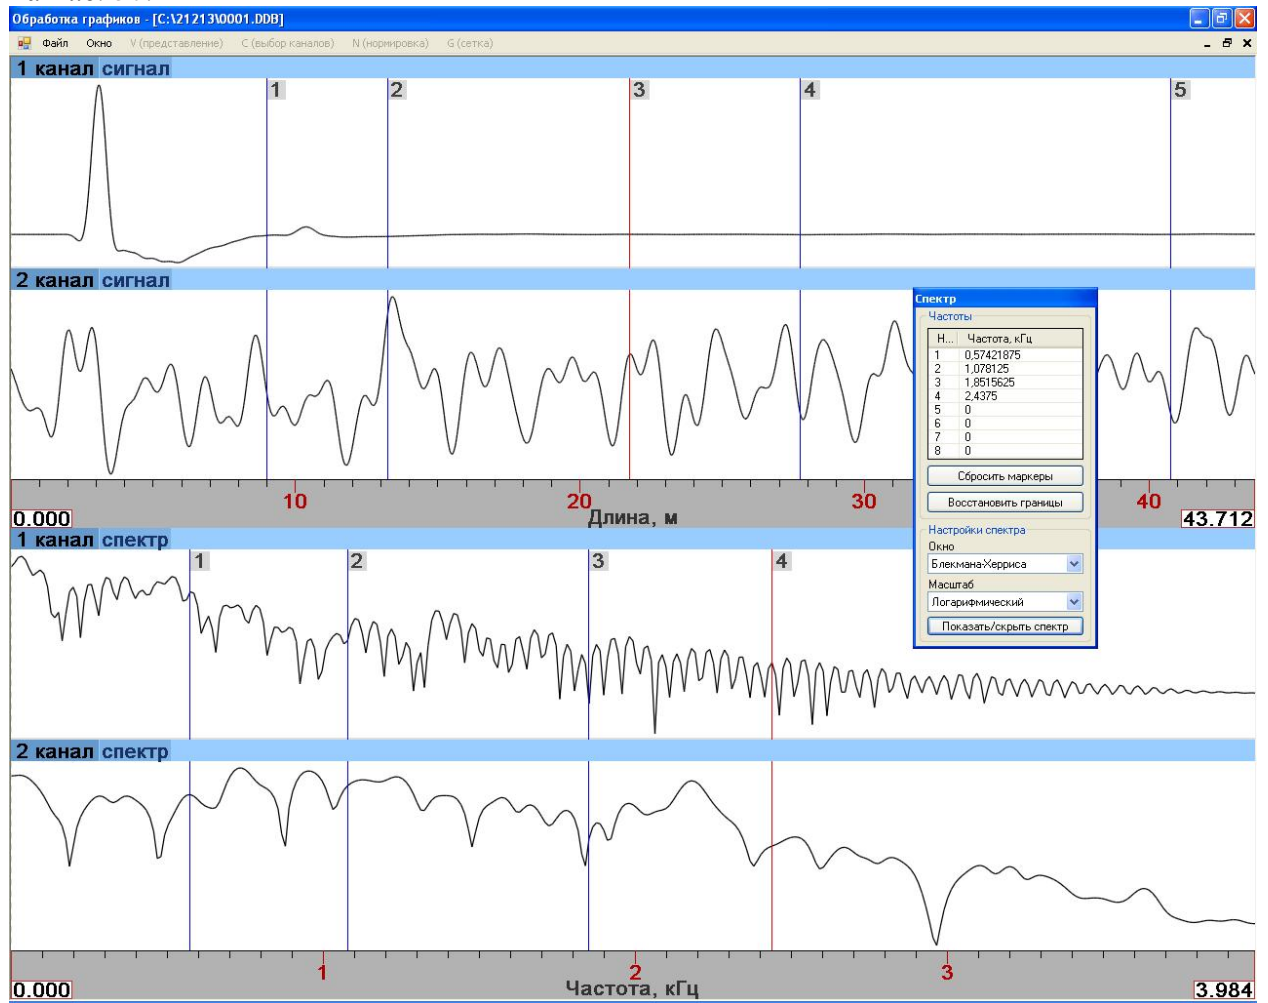 Обработка графиков - [C:\21213\0001.DDB]
Файл Окно V (представление) С (выбор каналов) N (нормировка) G (сетка)
1 канал сигнал
1 2 3 4 5
2 канал сигнал
10 20 30 40
0.000 Длина, м 43.712
1 канал спектр
1 2 3 4
2 канал спектр
1 2 3
0.000 Частота, кГц 3.984
Спектр
Частоты
Н... Частота, кГц
1 0,57421875
2 1,078125
3 1,8515625
4 2,4375
5 0
6 0
7 0
8 0
Сбросить маркеры
Восстановить границы
Настройки спектра
Окно
Блекмана-Херриса
Масштаб
Логарифмический
Показать/скрыть спектр